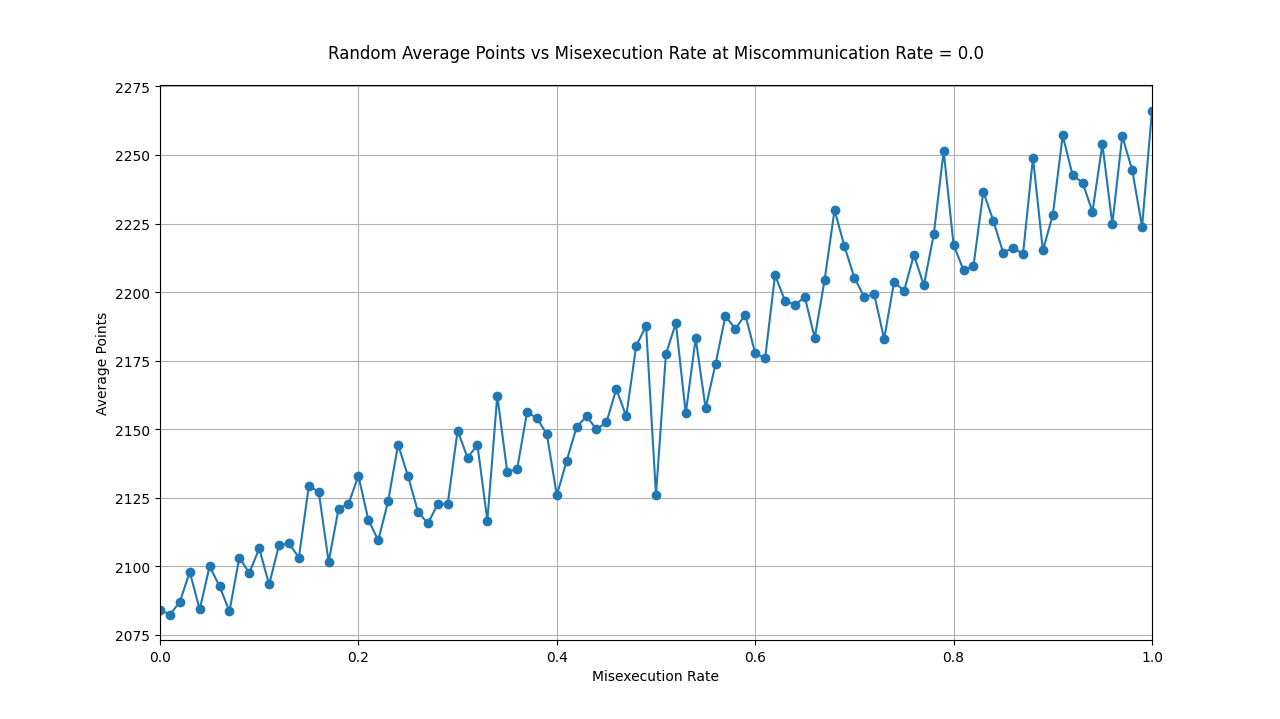 Random Average Points vs Misexecution Rate at Miscommunication Rate = 0.0
2275
2250
2225
2200
2175
2150
2125
2100
2075
Average Points
0.0 0.2 0.4 0.6 0.8 1.0
Misexecution Rate